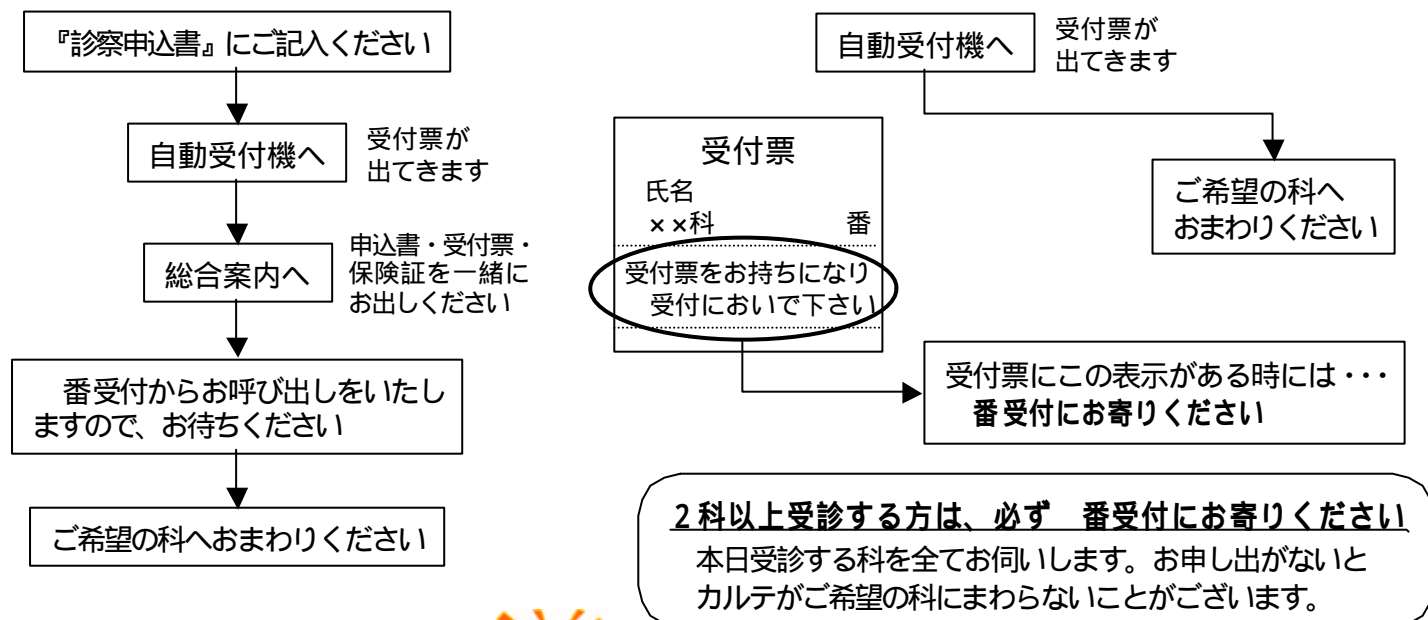 『診察申込書』にご記入ください
自動受付機へ
受付票が
出てきます
総合案内へ
申込書・受付票・
保険証を一緒に
お出しください
番受付からお呼び出しをいたし
ますので、お待ちください
ご希望の科へおまわりください
自動受付機へ
受付票が
出てきます
ご希望の科へ
おまわりください
受付票
氏名
××科 番
受付票をお持ちになり
受付においで下さい
受付票にこの表示がある時には・・・
番受付にお寄りください
2科以上受診する方は、必ず 番受付にお寄りください
本日受診する科を全てお伺いします。お申し出がないと
カルテがご希望の科にまわらないことがございます。